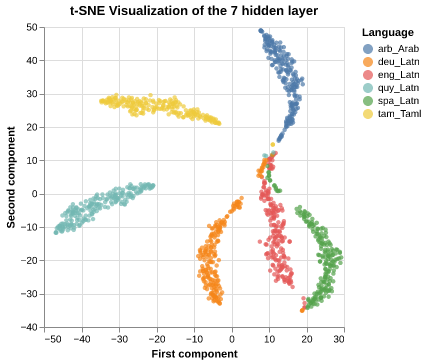 t-SNE Visualization of the 7 hidden layer
Language
arb_Arab
deu_Latn
eng_Latn
quy_Latn
spa_Latn
tam_Taml
Second component
50
40
30
20
10
0
−10
−20
−30
−40
−50 −40 −30 −20 −10 0 10 20 30
First component